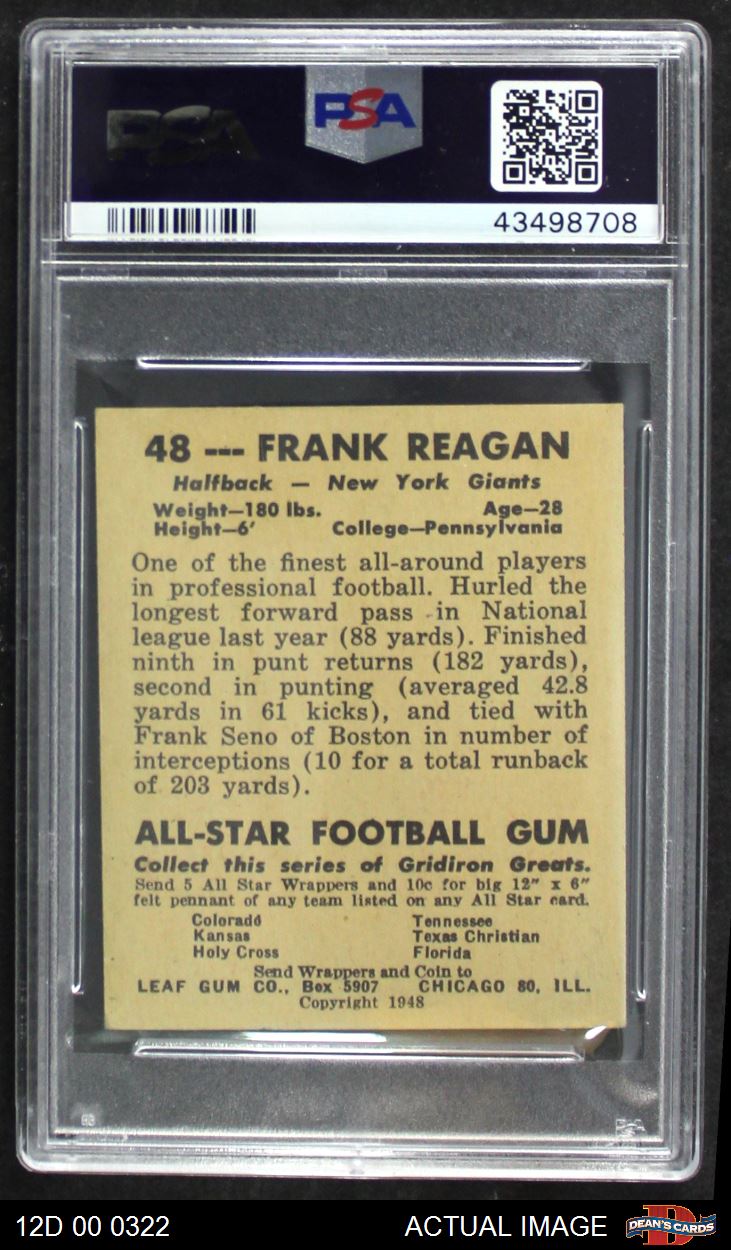 PSA
PSA
43498708
48 --- FRANK REAGAN
Halfback — New York Giants
Weight—180 lbs. Age—28
Height—6' College—Pennsylvania
One of the finest all-around players
in professional football. Hurled the
longest forward pass in National
league last year (88 yards). Finished
ninth in punt returns (182 yards),
second in punting (averaged 42.8
yards in 61 kicks), and tied with
Frank Seno of Boston in number of
interceptions (10 for a total runback
of 203 yards).
ALL-STAR FOOTBALL GUM
Collect this series of Gridiron Greats.
Send 5 All Star Wrappers and 10c for big 12" x 6"
felt pennant of any team listed on any All Star card.
Colorado Tennessee
Kansas Texas Christian
Holy Cross Florida
Send Wrappers and Coin to
LEAF GUM CO., Box 5907 CHICAGO 80, ILL.
Copyright 1948
PSA
12D 00 0322 ACTUAL IMAGE DEAN'S CARDS